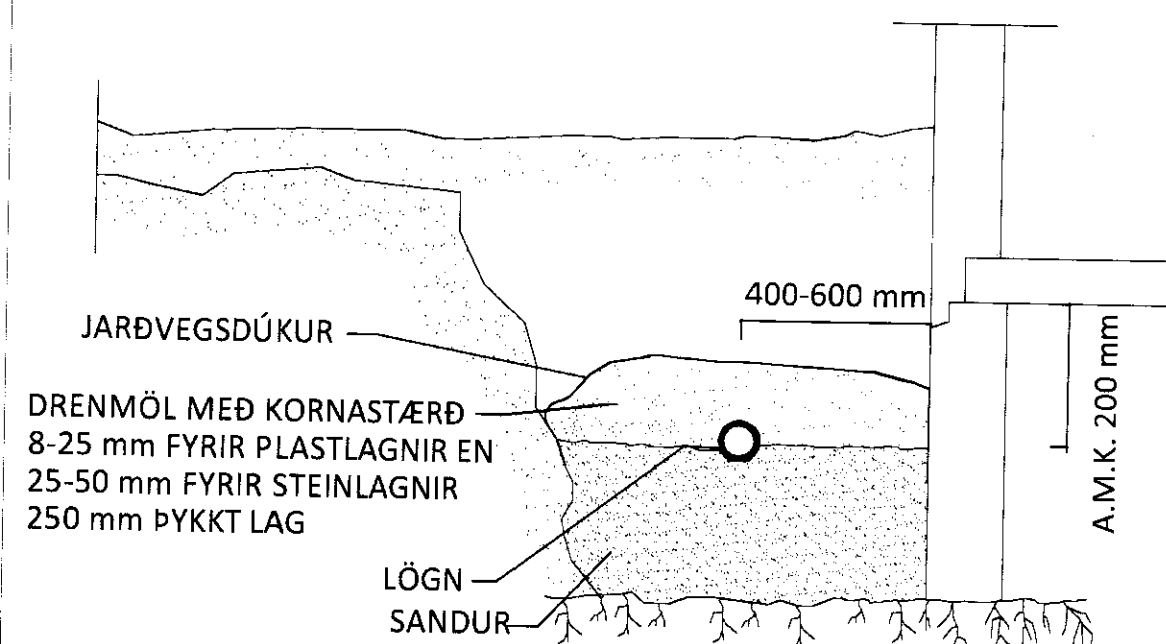 400-600 mm
JARÐVEGSDÚKUR
DRENMÖL MEÐ KORNASTÆRÐ
8-25 mm FYRIR PLASTLAGNIR EN
25-50 mm FYRIR STEINLAGNIR
250 mm ÞYKKT LAG
A.M.K. 200 mm
LÖGN
SANDUR